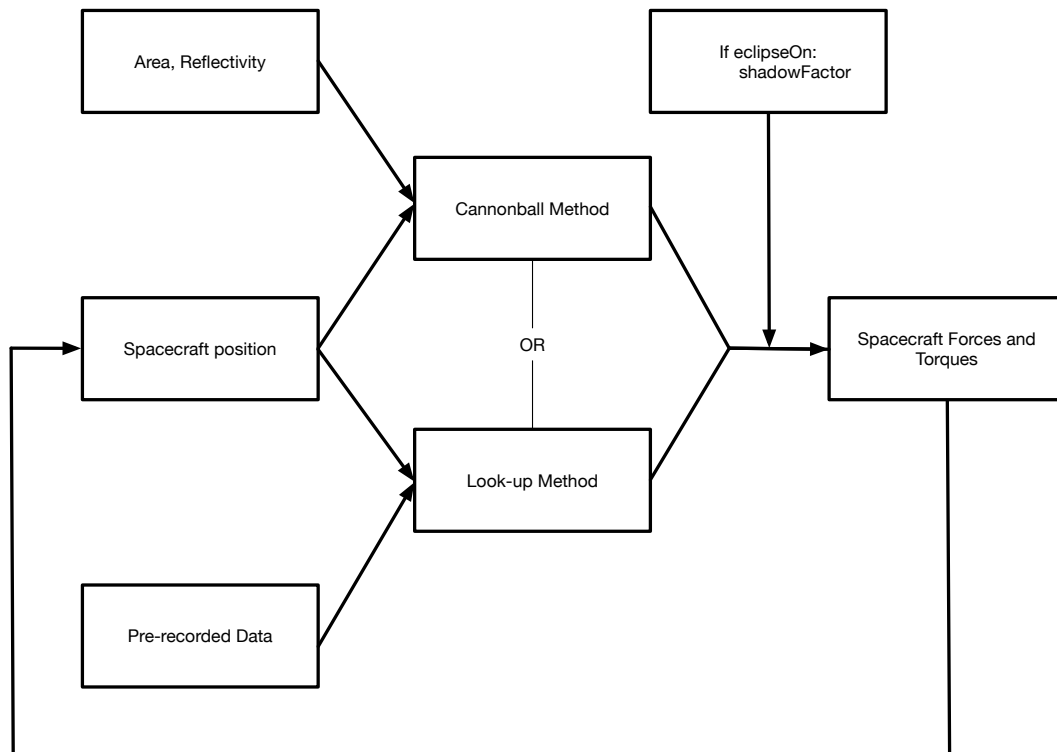 Area, Reflectivity
If eclipseOn:
shadowFactor
Cannonball Method
Spacecraft position
OR
Spacecraft Forces and
Torques
Look-up Method
Pre-recorded Data